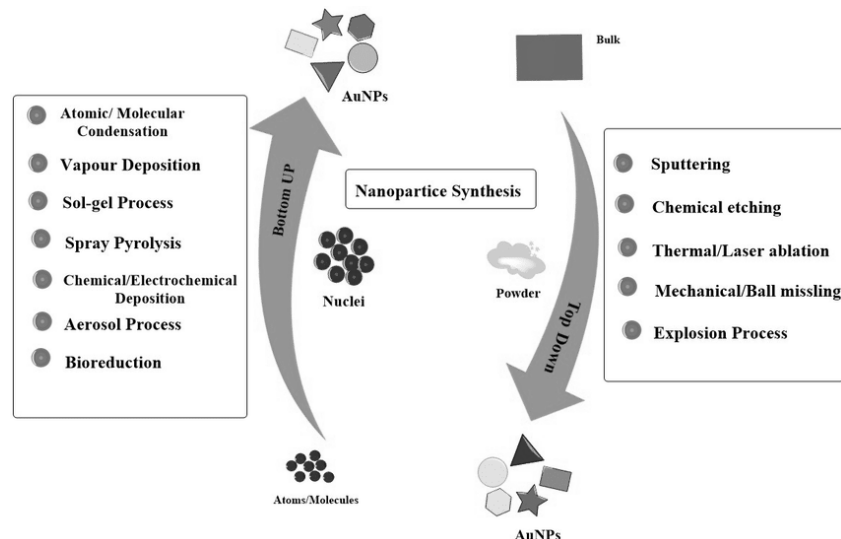 AuNPs
Bulk
Atomic/ Molecular
Condensation
Vapour Deposition
Sol-gel Process
Spray Pyrolysis
Chemical/Electrochemical
Deposition
Aerosol Process
Bioreduction
Bottom UP
Nanopartice Synthesis
Nuclei
Powder
Top Down
Sputtering
Chemical etching
Thermal/Laser ablation
Mechanical/Ball missling
Explosion Process
Atoms/Molecules
AuNPs